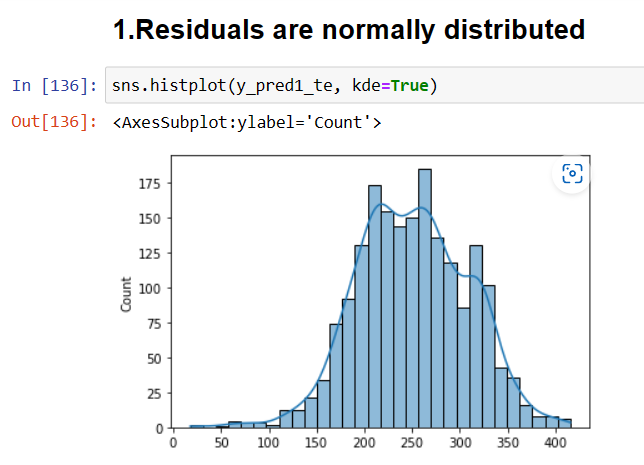 1.Residuals are normally distributed
In [136]: sns.histplot(y_pred1_te, kde=True)
Out[136]: <AxesSubplot:ylabel='Count'>
175
150
125
100
75
50
25
0
Count
0 50 100 150 200 250 300 350 400